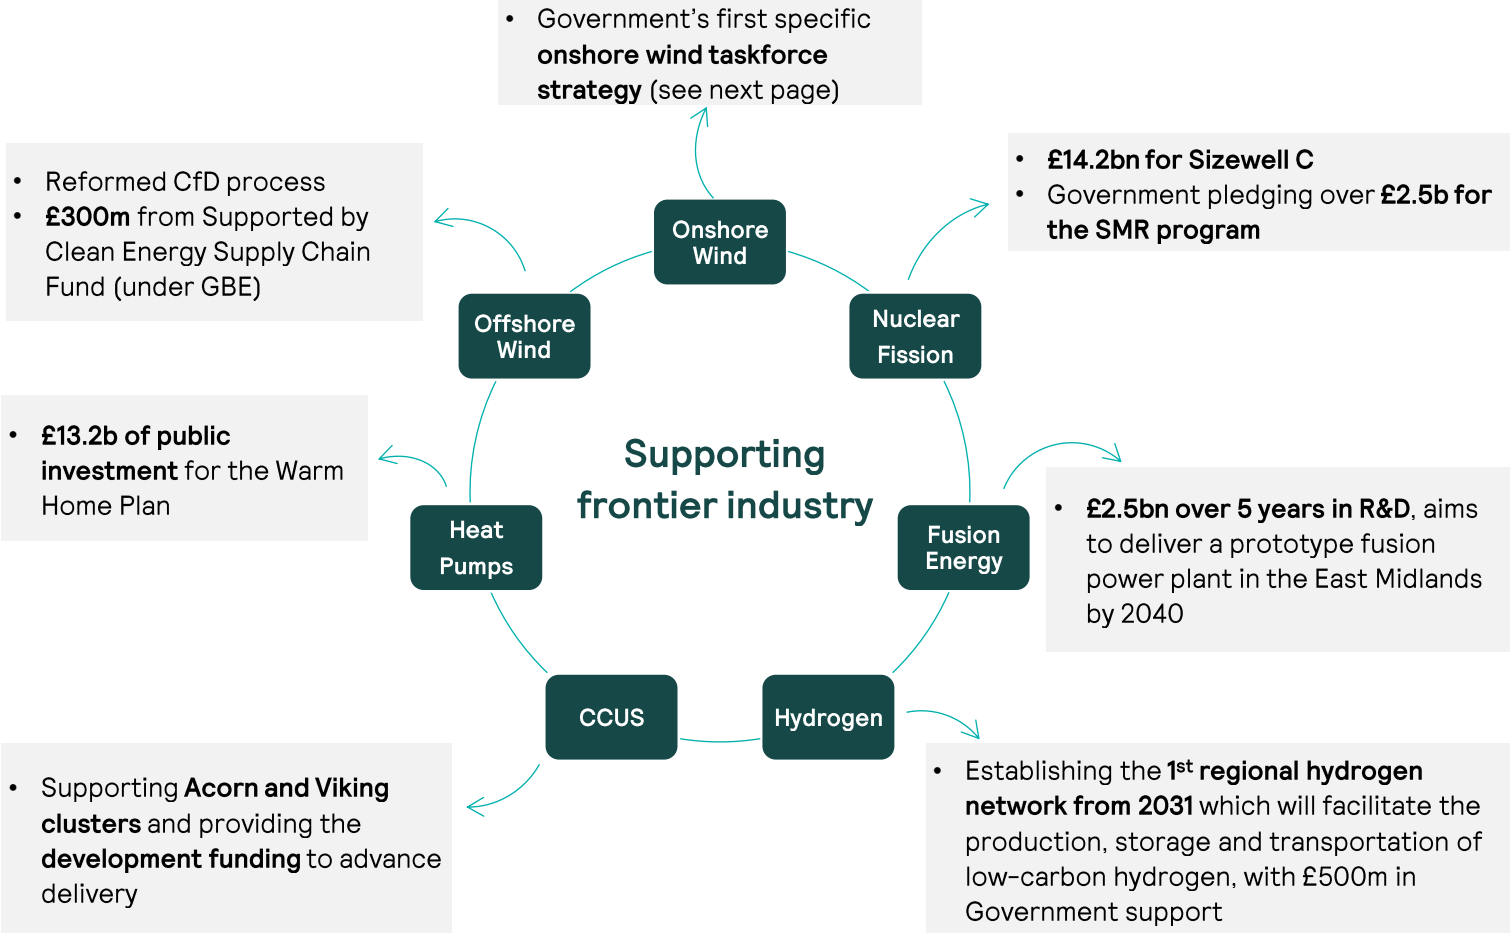 • Government's first specific
onshore wind taskforce
strategy (see next page)
• Reformed CfD process
• £300m from Supported by
Clean Energy Supply Chain
Fund (under GBE)
• £14.2bn for Sizewell C
• Government pledging over £2.5b for
the SMR program
Onshore
Wind
Offshore
Wind
Nuclear
Fission
• £13.2b of public
investment for the Warm
Home Plan
Supporting
frontier industry
Heat
Pumps
Fusion
Energy
• £2.5bn over 5 years in R&D, aims
to deliver a prototype fusion
power plant in the East Midlands
by 2040
CCUS
Hydrogen
• Supporting Acorn and Viking
clusters and providing the
development funding to advance
delivery
• Establishing the 1st regional hydrogen
network from 2031 which will facilitate the
production, storage and transportation of
low-carbon hydrogen, with £500m in
Government support